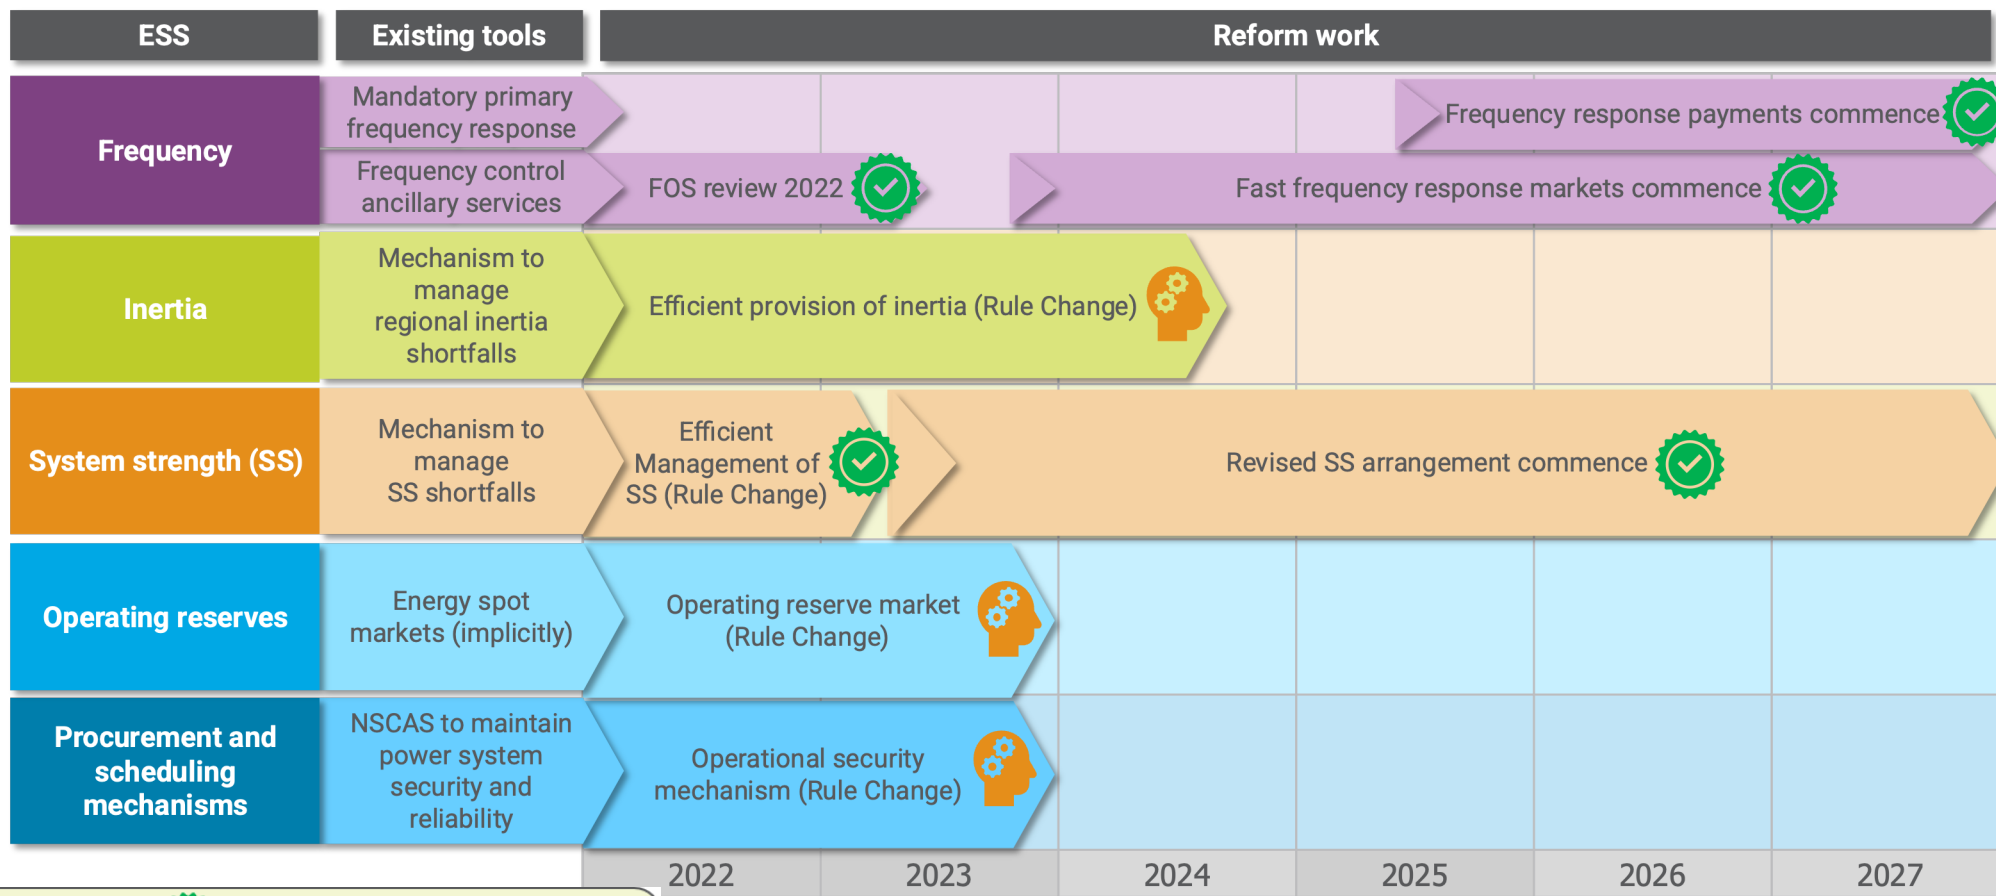 ESS
Existing tools
Reform work
Frequency
Mandatory primary
frequency response
Frequency response payments commence
Frequency control
ancillary services
FOS review 2022
Fast frequency response markets commence
Inertia
Mechanism to
manage
regional inertia
shortfalls
Efficient provision of inertia (Rule Change)
System strength (SS)
Mechanism to
manage
SS shortfalls
Efficient
Management of
SS (Rule Change)
Revised SS arrangement commence
Operating reserves
Energy spot
markets (implicitly)
Operating reserve market
(Rule Change)
Procurement and
scheduling
mechanisms
NSCAS to maintain
power system
security and
reliability
Operational security
mechanism (Rule Change)
2022
2023
2024
2025
2026
2027